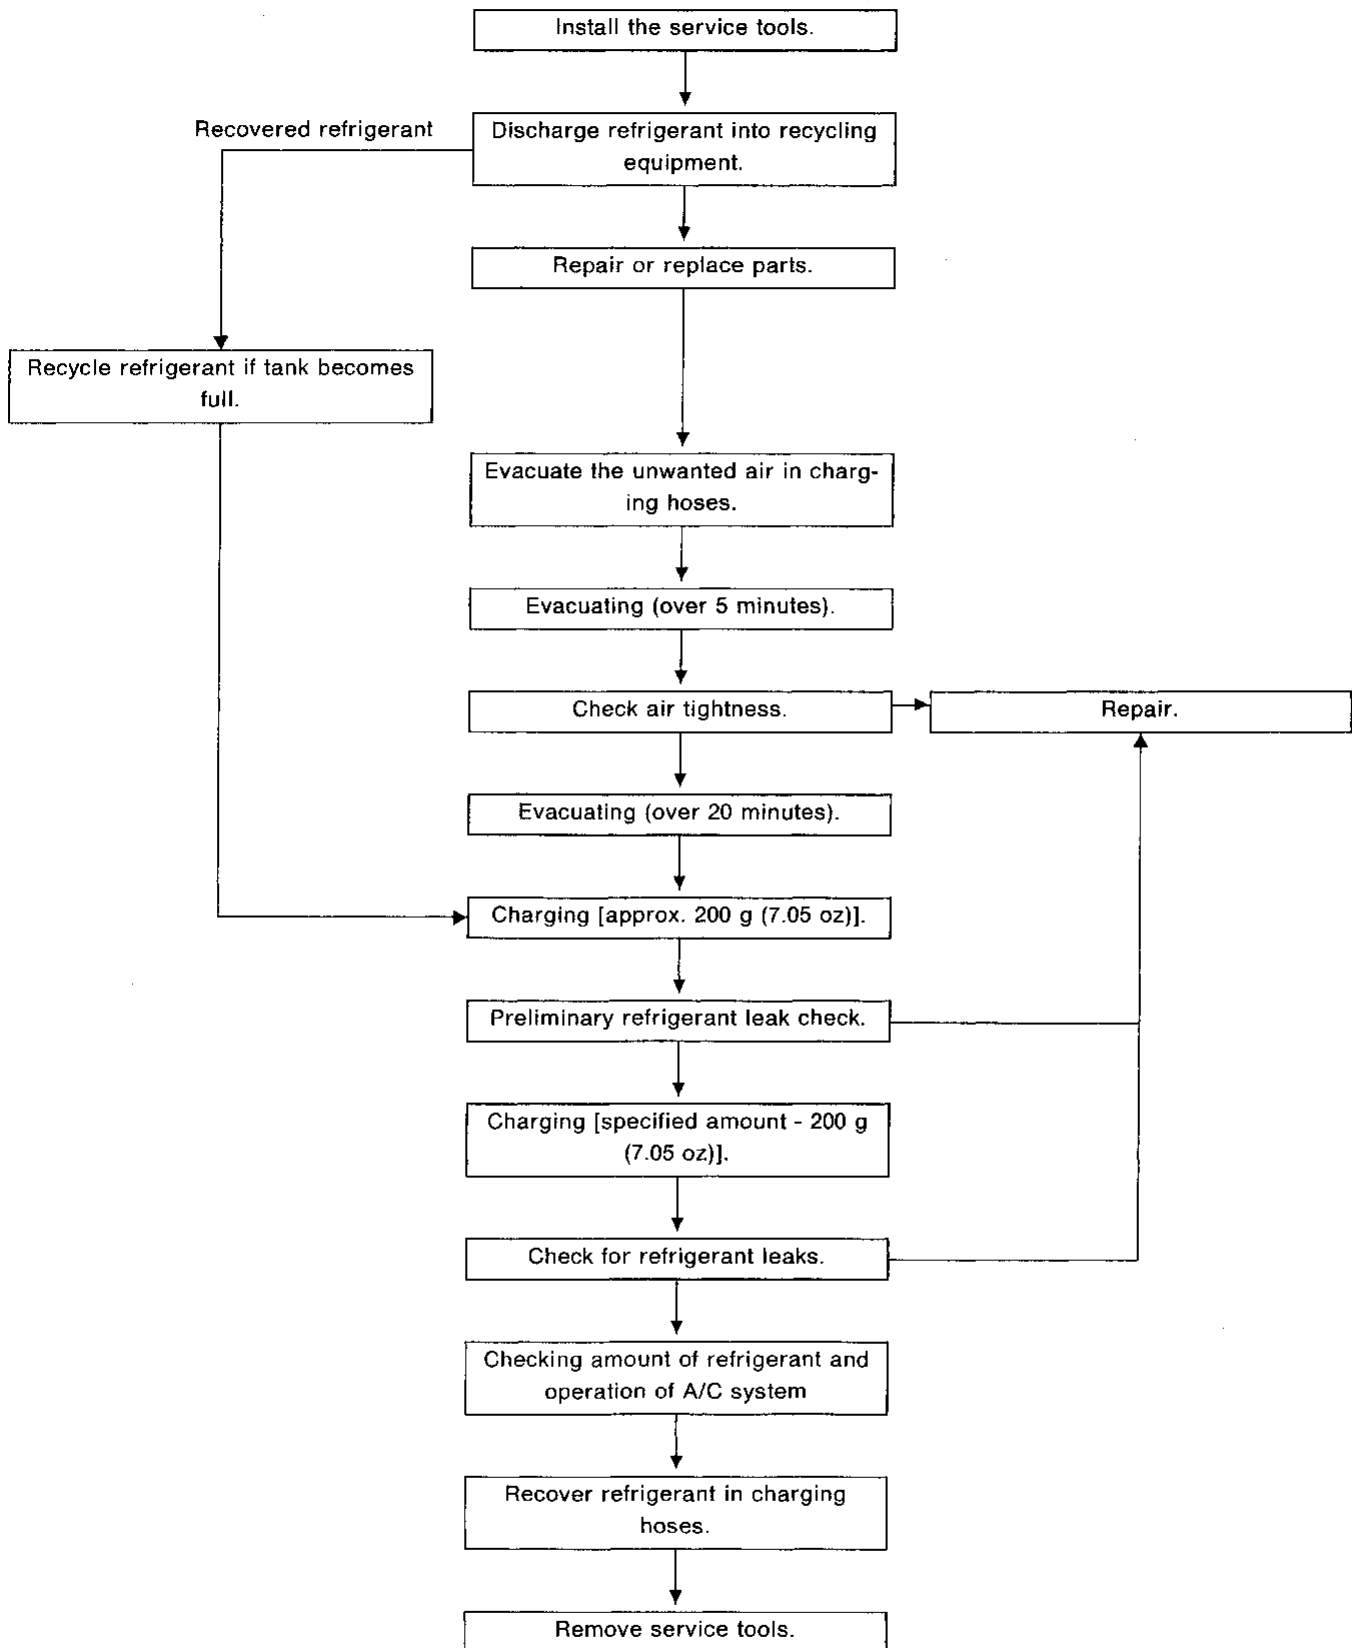 Install the service tools.
Recovered refrigerant
Discharge refrigerant into recycling
equipment.
Repair or replace parts.
Recycle refrigerant if tank becomes
full.
Evacuate the unwanted air in charg-
ing hoses.
Evacuating (over 5 minutes).
Check air tightness.
Repair.
Evacuating (over 20 minutes).
Charging [approx. 200 g (7.05 oz)].
Preliminary refrigerant leak check.
Charging [specified amount - 200 g
(7.05 oz)].
Check for refrigerant leaks.
Checking amount of refrigerant and
operation of A/C system
Recover refrigerant in charging
hoses.
Remove service tools.